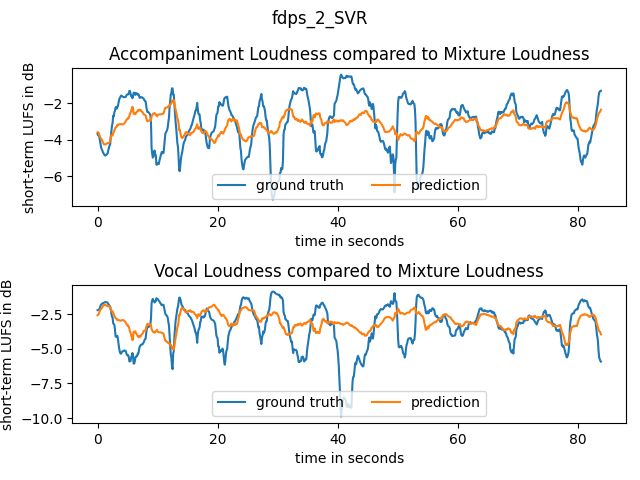 fdps_2_SVR
Accompaniment Loudness compared to Mixture Loudness
short-term LUFS in dB
−2
−4
−6
ground truth
prediction
0
20
40
60
80
time in seconds
Vocal Loudness compared to Mixture Loudness
short-term LUFS in dB
−2.5
−5.0
−7.5
−10.0
ground truth
prediction
0
20
40
60
80
time in seconds